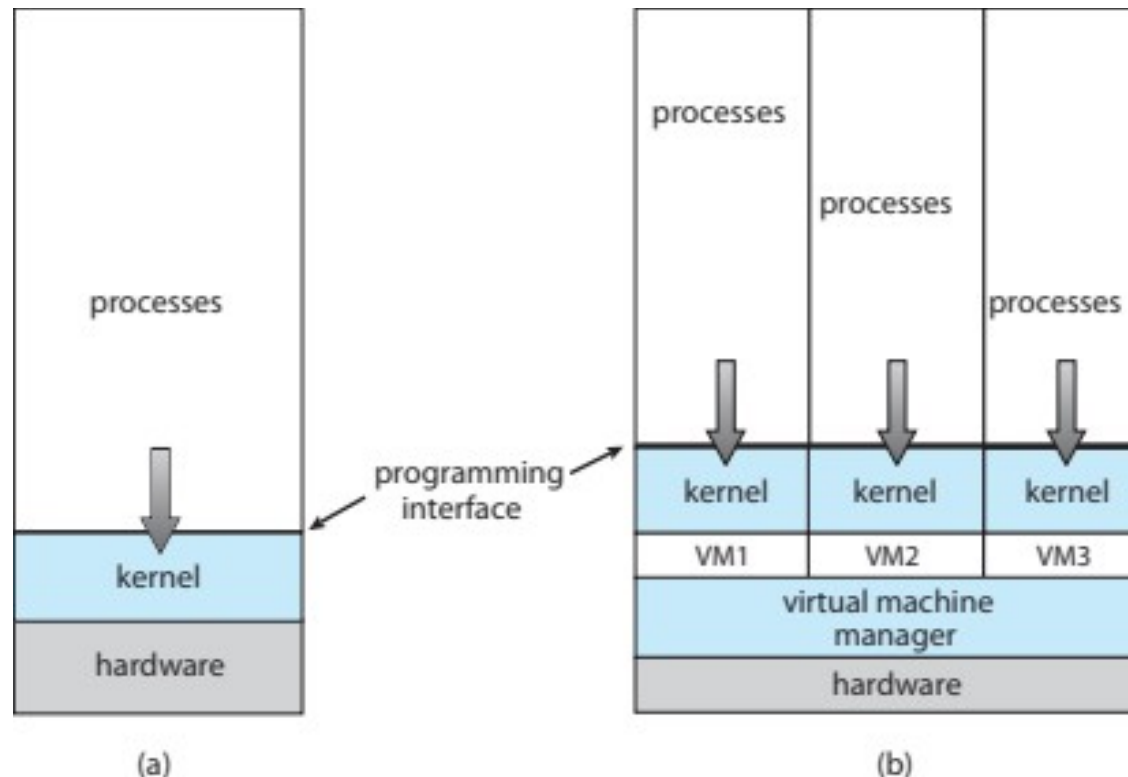 processes
kernel
hardware
(a)
programming
interface
processes
processes
processes
kernel
kernel
kernel
VM1
VM2
VM3
virtual machine
manager
hardware
(b)